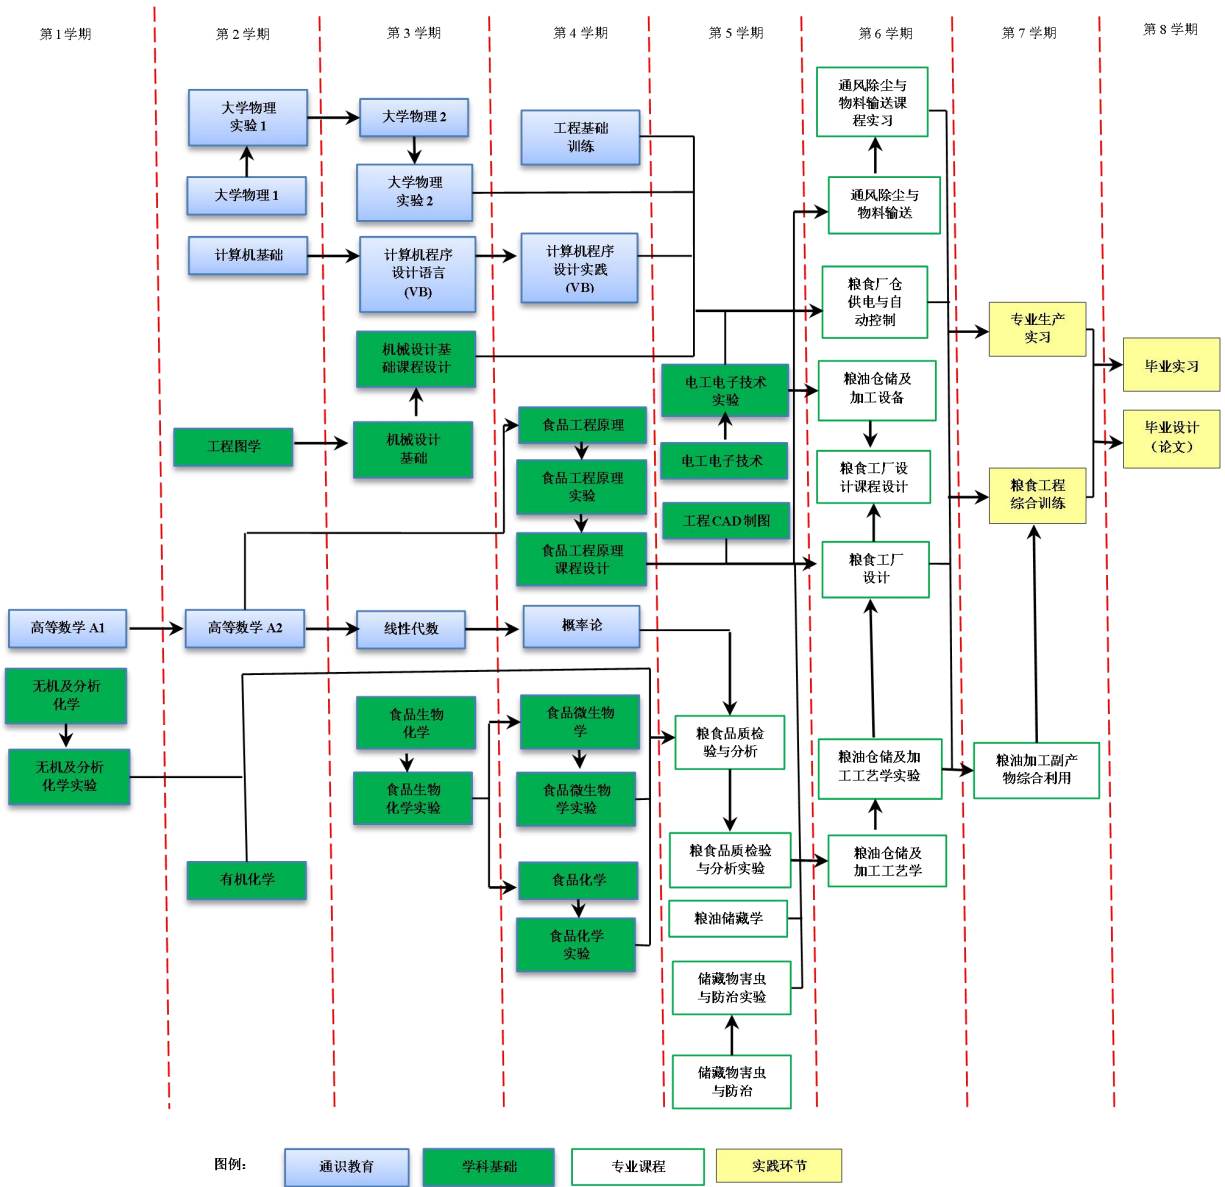 第 1 学期
第 2 学期
第 3 学期
第 4 学期
第 5 学期
第 6 学期
第 7 学期
第 8 学期
大学物理
实验 1
大学物理 1
计算机基础
工程图学
大学物理 2
大学物理
实验 2
计算机程序
设计语言
(VB)
机械设计基
础课程设计
机械设计
基础
工程基础
训练
计算机程序
设计实践
(VB)
食品工程原理
食品工程原理
实验
食品工程原理
课程设计
电工电子技术
实验
电工电子技术
工程CAD制图
通风除尘与
物料输送课
程实习
通风除尘与
物料输送
粮食厂仓
供电与自
动控制
粮油仓储及
加工设备
粮食工厂设
计课程设计
粮食工厂
设计
专业生产
实习
粮食工程
综合训练
毕业实习
毕业设计
（论文）
高等数学 A1
高等数学 A2
线性代数
概率论
无机及分析
化学
无机及分析
化学实验
有机化学
食品生物
化学
食品生物
化学实验
食品微生物
学
食品微生物
学实验
食品化学
食品化学
实验
粮食品质检
验与分析
粮食品质检验
与分析实验
粮油储藏学
储藏物害虫
与防治实验
储藏物害虫
与防治
粮油仓储及加
工工艺学实验
粮油仓储及
加工工艺学
粮油加工副产
物综合利用
图例：
通识教育
学科基础
专业课程
实践环节